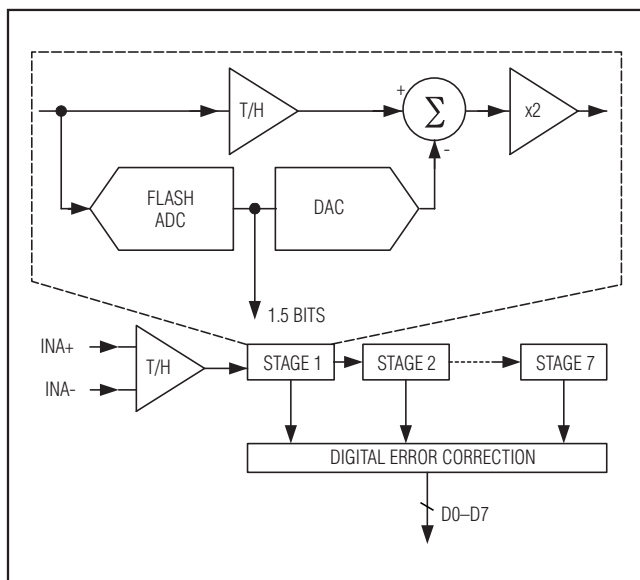 T/H
+
Σ
-
x2
FLASH
ADC
DAC
1.5 BITS
INA+
INA-
T/H
STAGE 1
STAGE 2
STAGE 7
DIGITAL ERROR CORRECTION
D0–D7